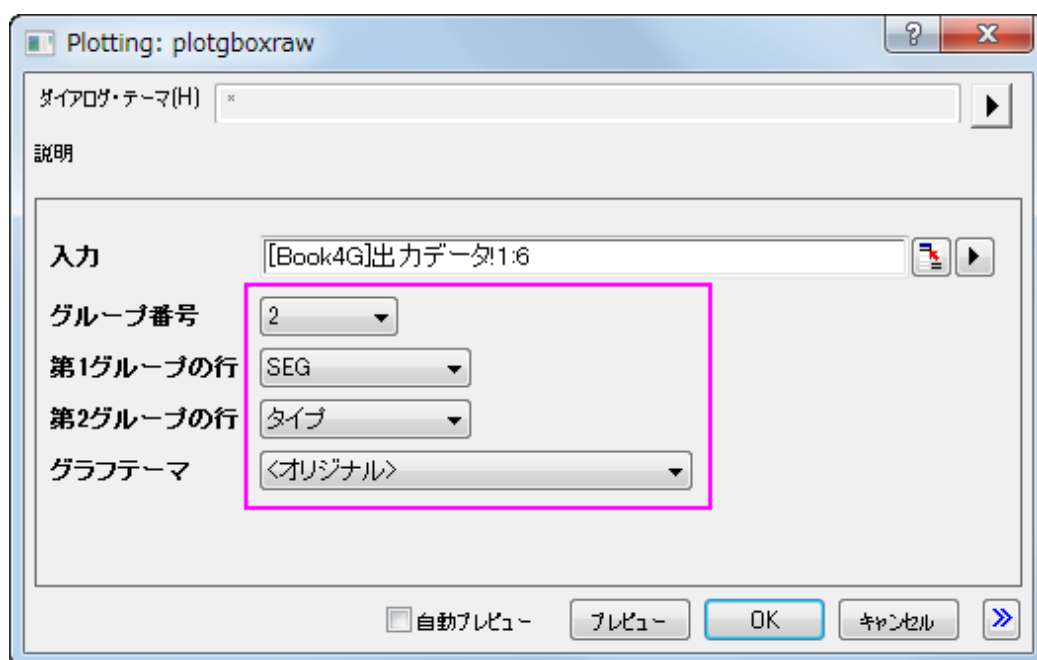 Plotting: plotgboxraw
ダイアログ・テーマ(H) *
説明
入力 [Book4G]出力データ!1:6
グループ番号 2
第1グループの行 SEG
第2グループの行 タイプ
グラフテーマ <オリジナル>
自動プレビュー プレビュー OK キャンセル